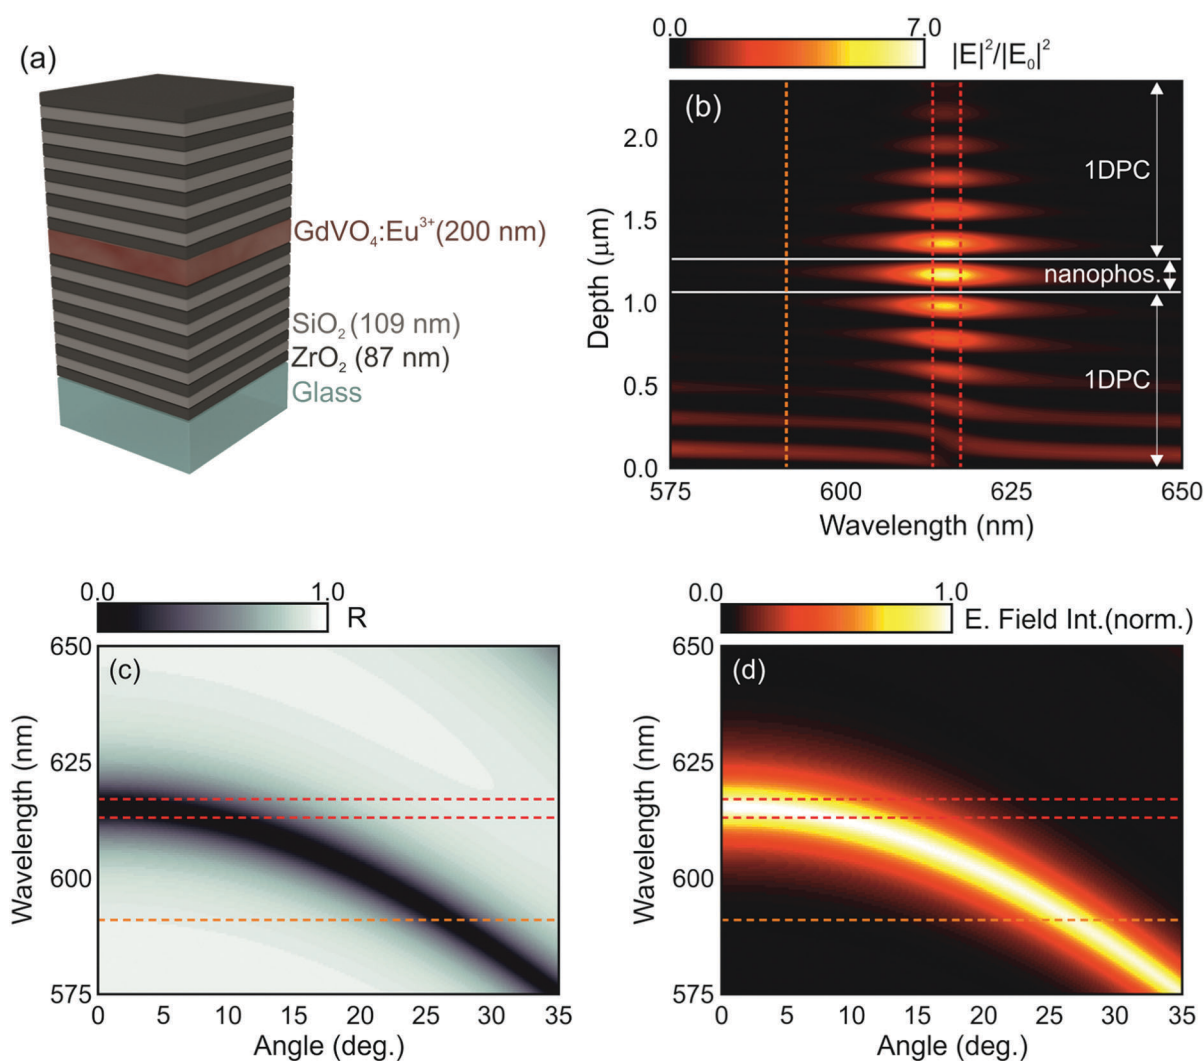 (a)
GdVO₄:Eu³⁺ (200 nm)
SiO₂ (109 nm)
ZrO₂ (87 nm)
Glass
0.0 7.0
|E|²/|E₀|²
(b)
2.0
1.5
1.0
0.5
0.0
Depth (μm)
1DPC
nanophos.
1DPC
575 600 625 650
Wavelength (nm)
0.0 1.0
R
(c)
650
625
600
575
Wavelength (nm)
0 5 10 15 20 25 30 35
Angle (deg.)
0.0 1.0
E. Field Int.(norm.)
(d)
650
625
600
575
Wavelength (nm)
0 5 10 15 20 25 30 35
Angle (deg.)